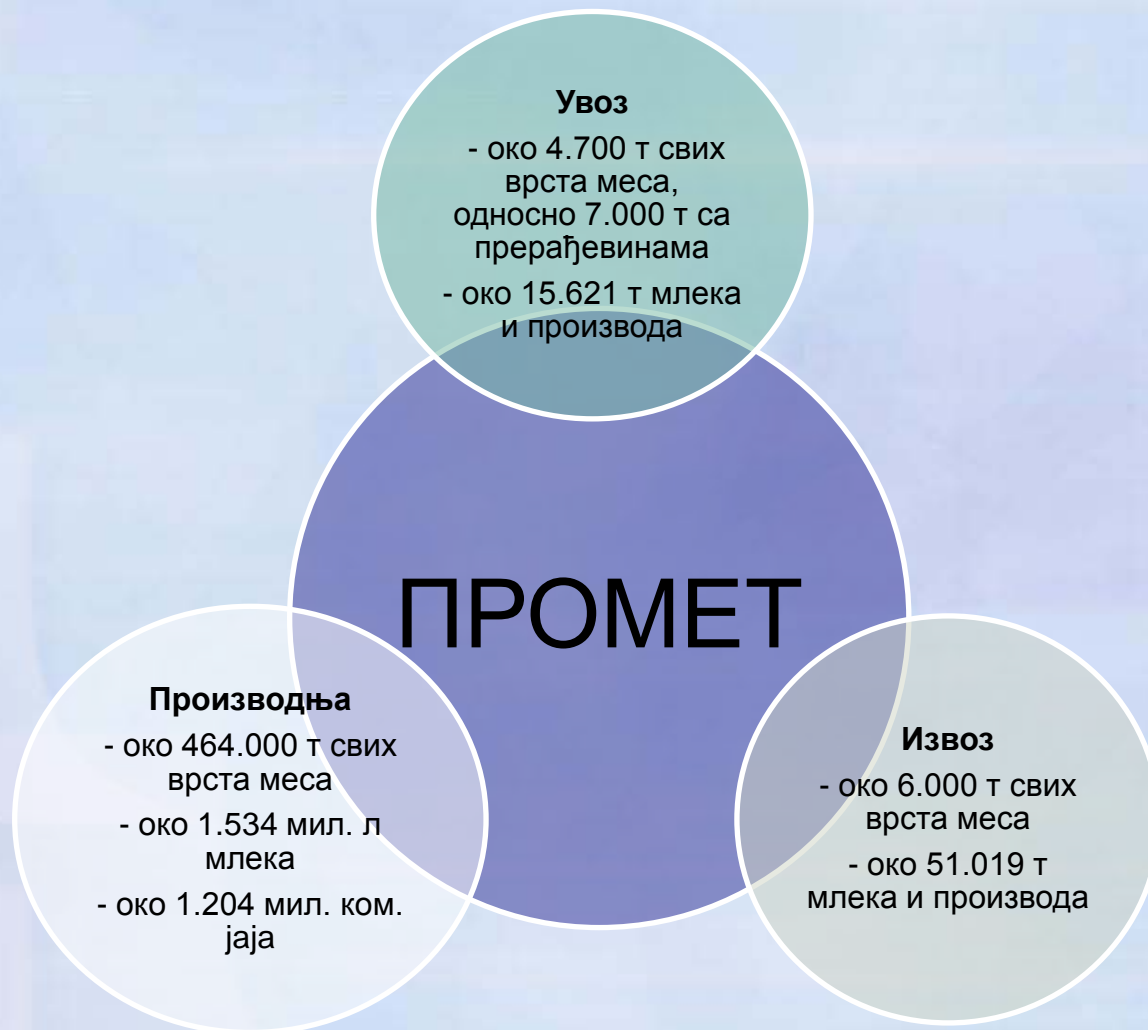 Увоз
- око 4.700 т свих
врста меса,
односно 7.000 т са
прерађевинама
- око 15.621 т млека
и производа
ПРОМЕТ
Производња
- око 464.000 т свих
врста меса
- око 1.534 мил. л
млека
- око 1.204 мил. ком.
јаја
Извоз
- око 6.000 т свих
врста меса
- око 51.019 т
млека и производа